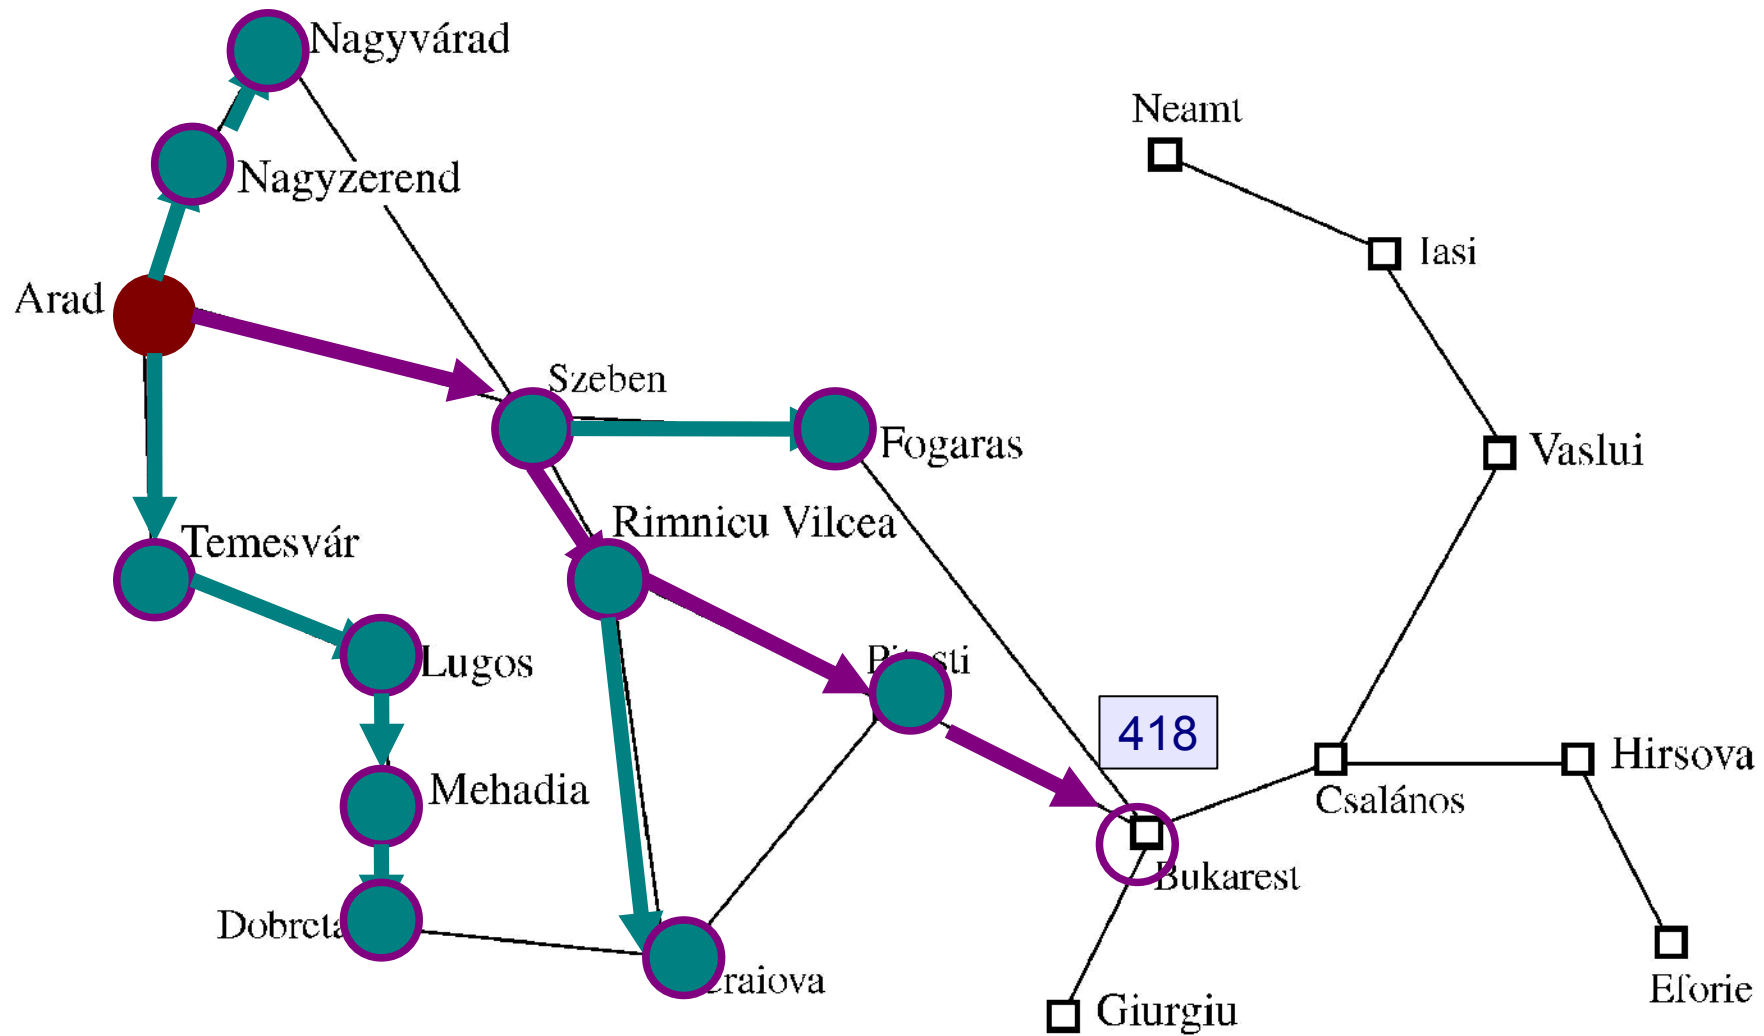 Nagyvárad
Neamt
Nagyzerend
Iasi
Arad
Szeben
Fogaras
Vaslui
Rimnicu Vilcea
Temesvár
Lugos
418
Hirsova
Mehadia
Csalános
Bukarest
Eforie
Giurgiu